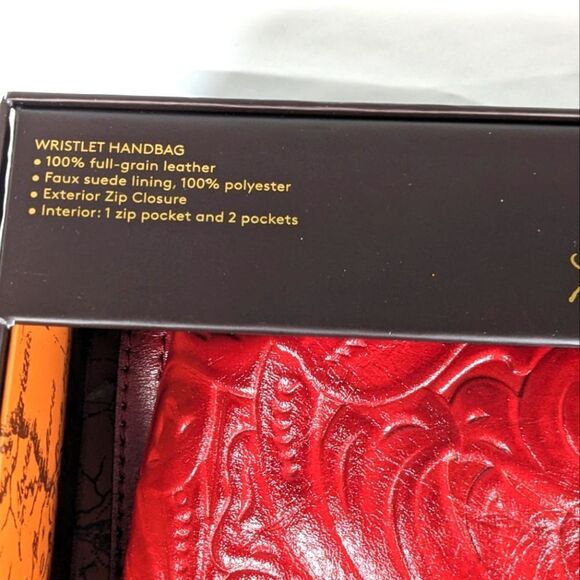 WRISTLET HANDBAG
• 100% full-grain leather
• Faux suede lining, 100% polyester
• Exterior Zip Closure
• Interior: 1 zip pocket and 2 pockets